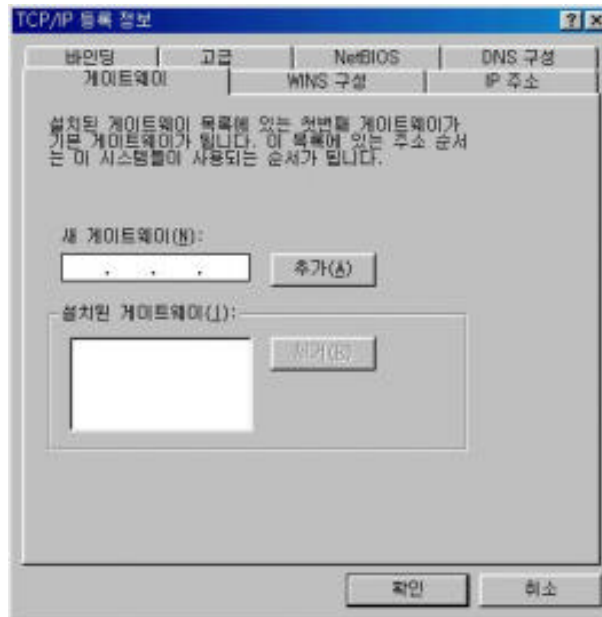 TCP/IP 등록 정보
바인딩 고급 NetBIOS DNS 구성
게이트웨이 WINS 구성 IP 주소
설치된 게이트웨이 목록에 있는 첫번째 게이트웨이가
기본 게이트웨이가 됩니다. 이 목록에 있는 주소 순서
는 이 시스템들이 사용되는 순서가 됩니다.
새 게이트웨이(N):
. . .
추가(A)
설치된 게이트웨이(I):
제거(R)
확인 취소